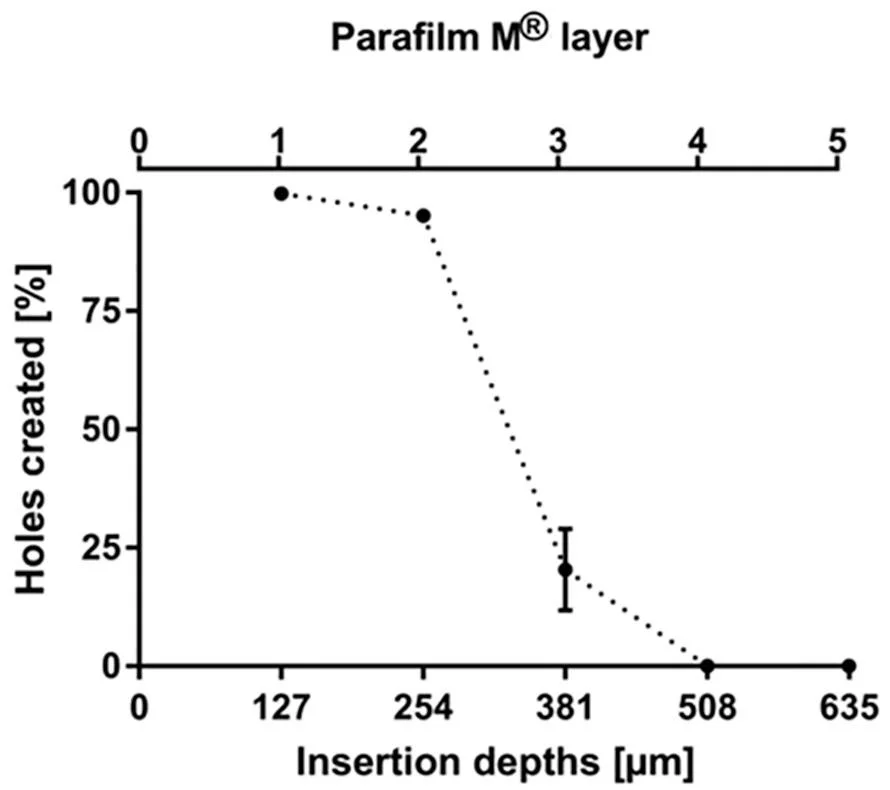 Parafilm M® layer
0 1 2 3 4 5
100
75
50
25
0
Holes created [%]
0 127 254 381 508 635
Insertion depths [µm]